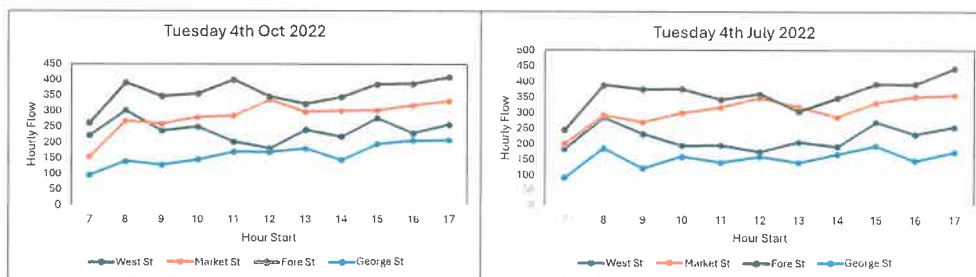 Tuesday 4th Oct 2022
450
400
350
300
250
200
150
100
50
0
Hourly Flow
7 8 9 10 11 12 13 14 15 16 17
Hour Start
West St Market St Fore St George St
Tuesday 4th July 2022
500
450
400
350
300
250
200
150
100
50
0
Hourly Flow
7 8 9 10 11 12 13 14 15 16 17
Hour Start
West St Market St Fore St George St